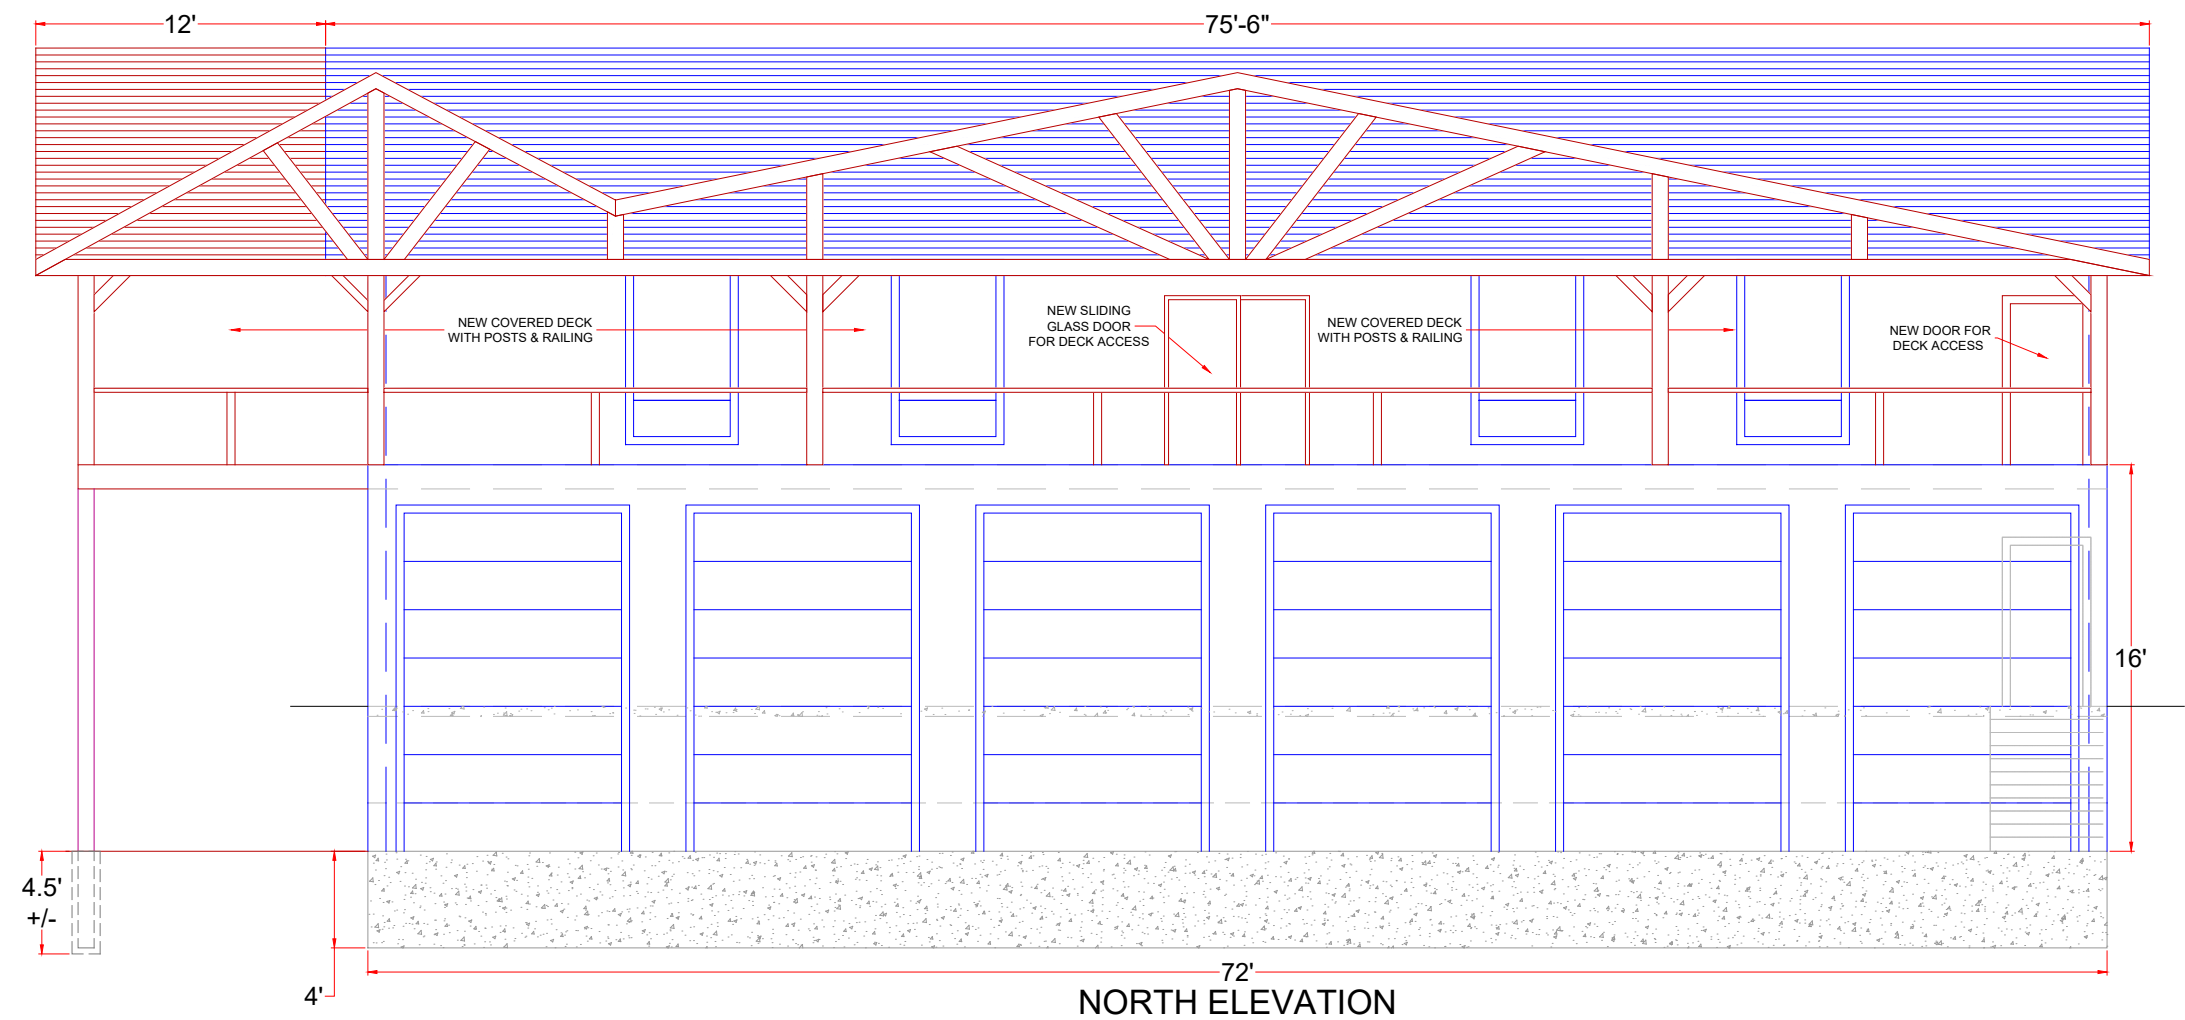 12'
75'-6"
NEW COVERED DECK
WITH POSTS & RAILING
NEW SLIDING
GLASS DOOR
FOR DECK ACCESS
NEW COVERED DECK
WITH POSTS & RAILING
NEW DOOR FOR
DECK ACCESS
16'
4.5'
+/-
4'
72'
NORTH ELEVATION